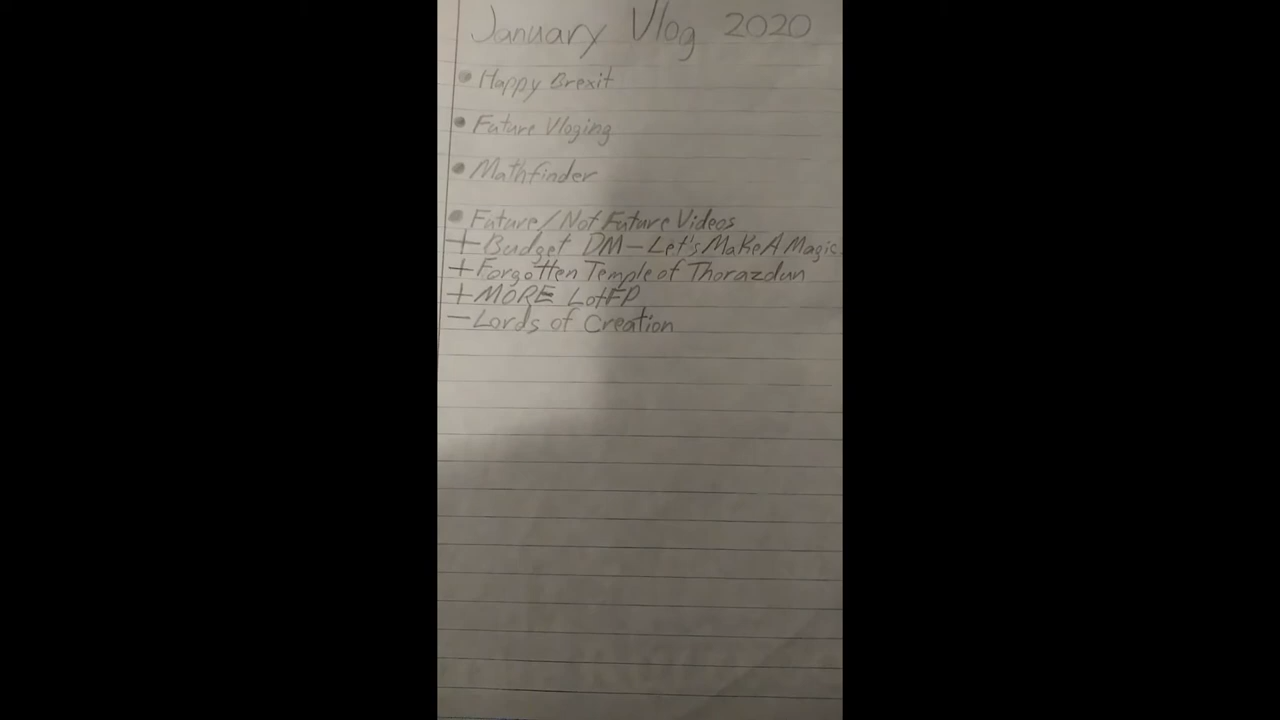 January Vlog 2020
• Happy Brexit
• Future Vloging
• Mathfinder
• Future/Not Future Videos
+ Budget DM - Let's Make A Magic
+ Forgotten Temple of Thorazdun
+ MORE LotFP
- Lords of Creation